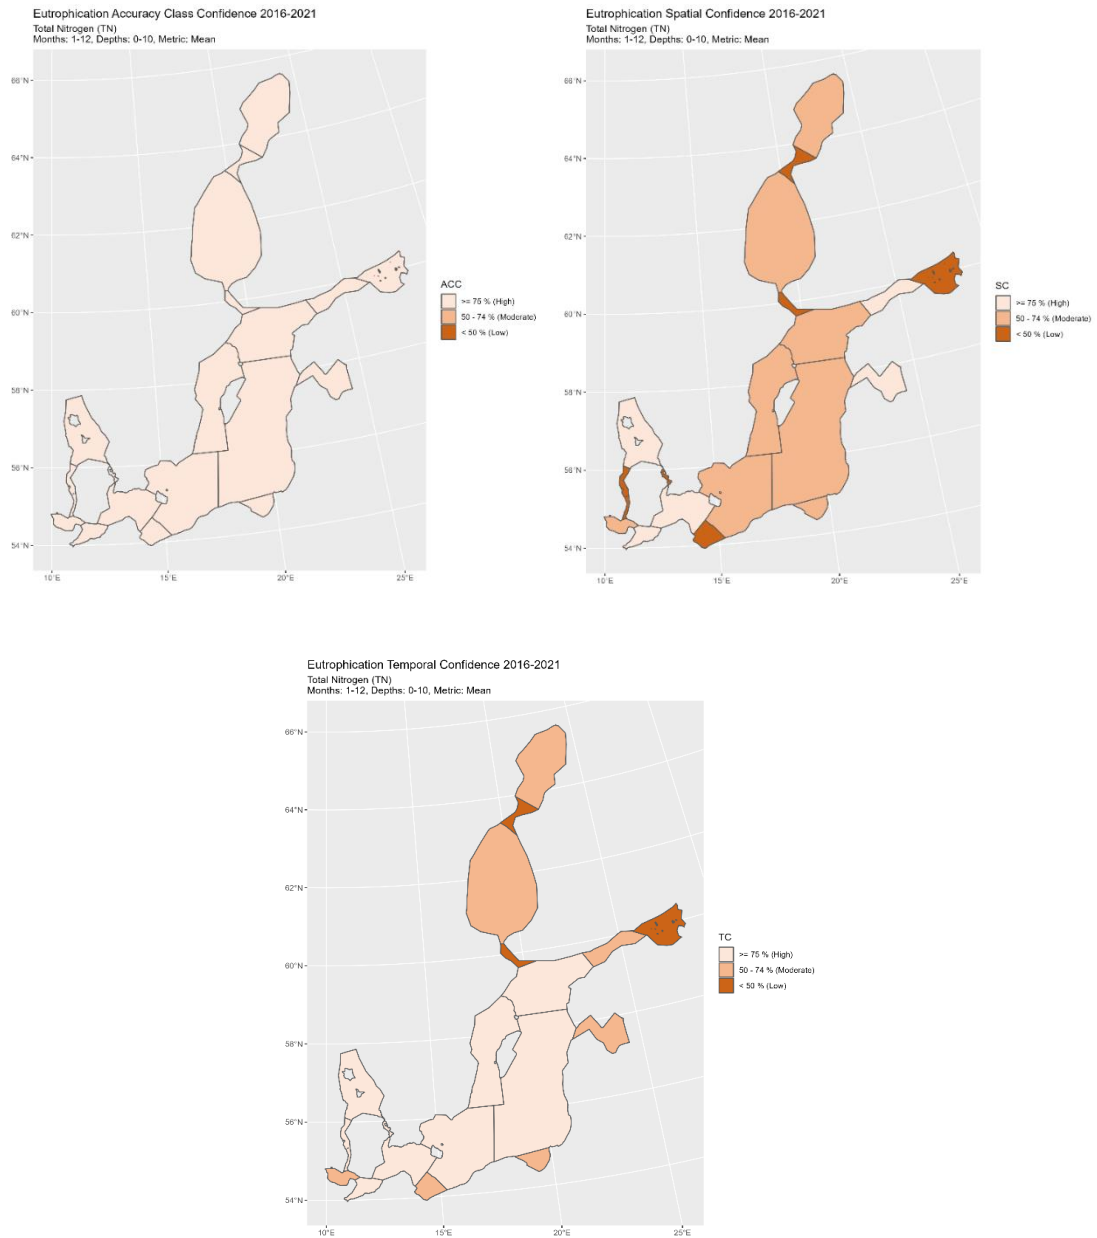 Eutrophication Accuracy Class Confidence 2016-2021
Total Nitrogen (TN)
Months: 1-12, Depths: 0-10, Metric: Mean
66°N
64°N
62°N
60°N
58°N
56°N
54°N
10°E 15°E 20°E 25°E
ACC
>= 75 % (High)
50 - 74 % (Moderate)
< 50 % (Low)
Eutrophication Spatial Confidence 2016-2021
Total Nitrogen (TN)
Months: 1-12, Depths: 0-10, Metric: Mean
66°N
64°N
62°N
60°N
58°N
56°N
54°N
10°E 15°E 20°E 25°E
SC
>= 75 % (High)
50 - 74 % (Moderate)
< 50 % (Low)
Eutrophication Temporal Confidence 2016-2021
Total Nitrogen (TN)
Months: 1-12, Depths: 0-10, Metric: Mean
66°N
64°N
62°N
60°N
58°N
56°N
54°N
10°E 15°E 20°E 25°E
TC
>= 75 % (High)
50 - 74 % (Moderate)
< 50 % (Low)